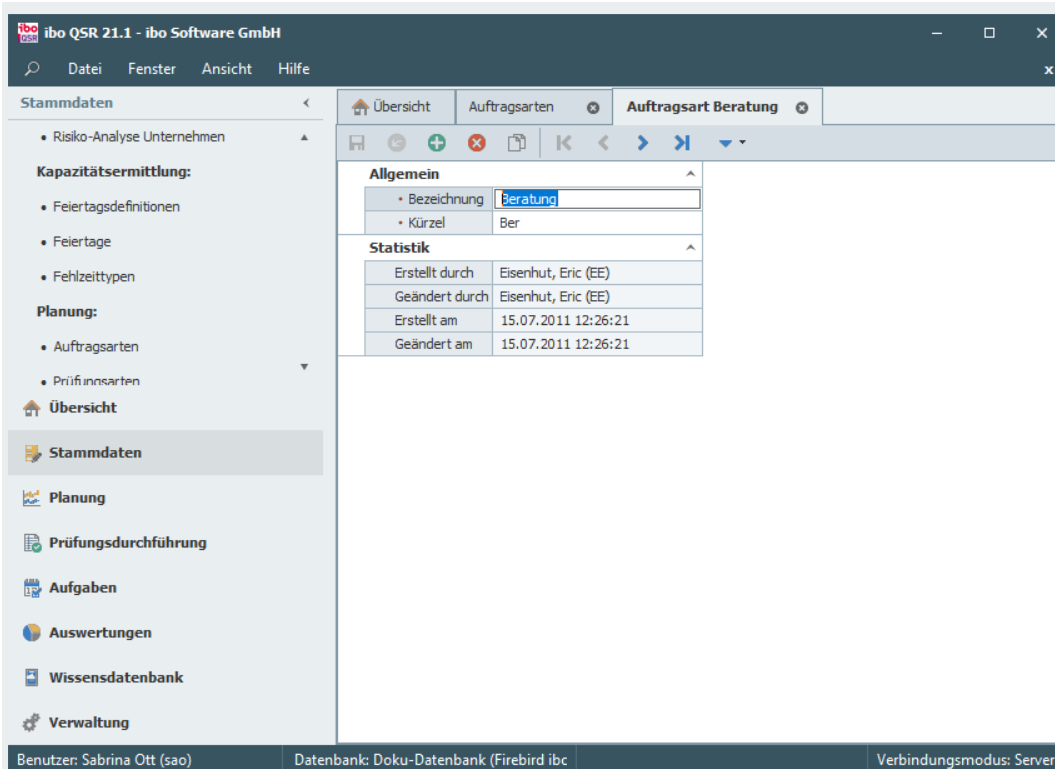 ibo QSR 21.1 - ibo Software GmbH
Datei Fenster Ansicht Hilfe
Stammdaten
• Risiko-Analyse Unternehmen
Kapazitätsermittlung:
• Feiertagsdefinitionen
• Feiertage
• Fehlzeittypen
Planung:
• Auftragsarten
• Prüfungsarten
Übersicht
Stammdaten
Planung
Prüfungsdurchführung
Aufgaben
Auswertungen
Wissensdatenbank
Verwaltung
Übersicht Auftragsarten Auftragsart Beratung
Allgemein
• Bezeichnung Beratung
• Kürzel Ber
Statistik
Erstellt durch Eisenhut, Eric (EE)
Geändert durch Eisenhut, Eric (EE)
Erstellt am 15.07.2011 12:26:21
Geändert am 15.07.2011 12:26:21
Benutzer: Sabrina Ott (sao) Datenbank: Doku-Datenbank (Firebird ibc Verbindungsmodus: Server